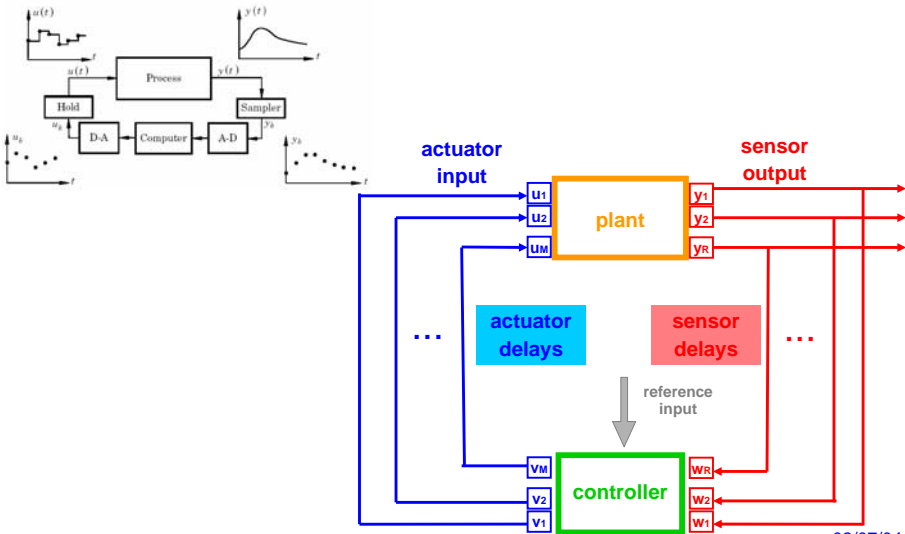 u(t)
y(t)
t
t
u(t)
Process
y(t)
Hold
Sampler
u_k
y_k
D-A
Computer
A-D
u_k
y_k
t
t
actuator
input
sensor
output
u1
u2
uM
plant
y1
y2
yR
...
actuator
delays
sensor
delays
...
reference
input
vM
v2
v1
controller
wR
w2
w1